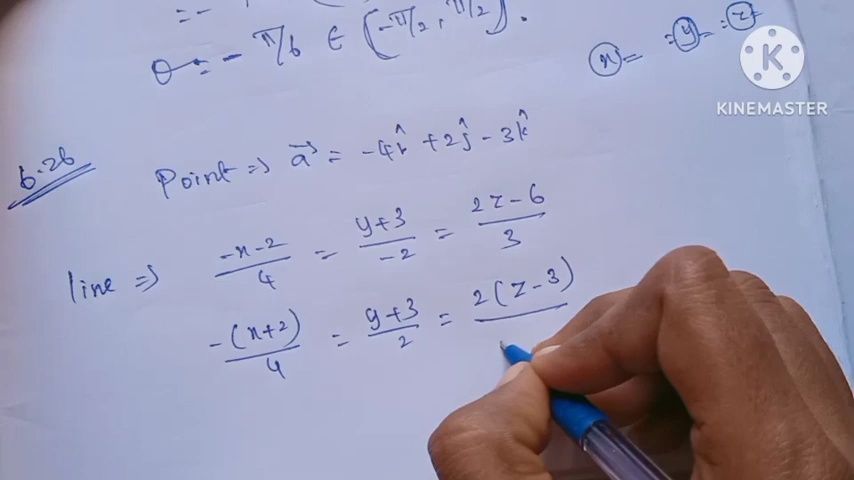 θ = - π/6 ∈ (-π/2, π/2).
x = = y = = z =
K
KINEMASTER
6.26
Point => a⃗ = -4î + 2ĵ - 3k̂
line => -x-2/4 = y+3/-2 = 2z-6/3
-(x+2)/4 = y+3/2 = 2(z-3)/